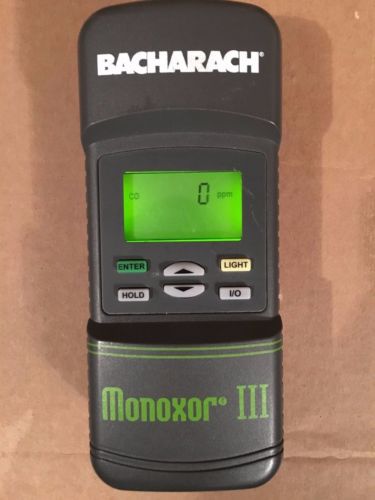 BACHARACH®
CO 0 ppm
ENTER LIGHT
HOLD I/O
Monoxor® III